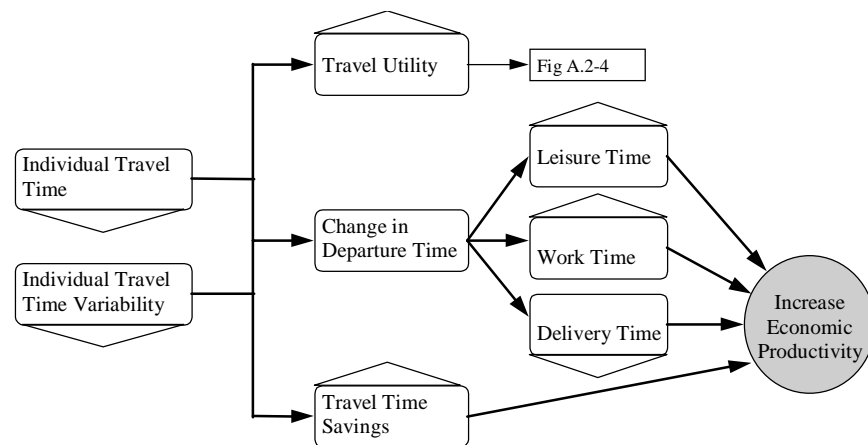 Travel Utility
Fig A.2-4
Individual Travel
Time
Leisure Time
Change in
Departure Time
Work Time
Individual Travel
Time Variability
Delivery Time
Increase
Economic
Productivity
Travel Time
Savings